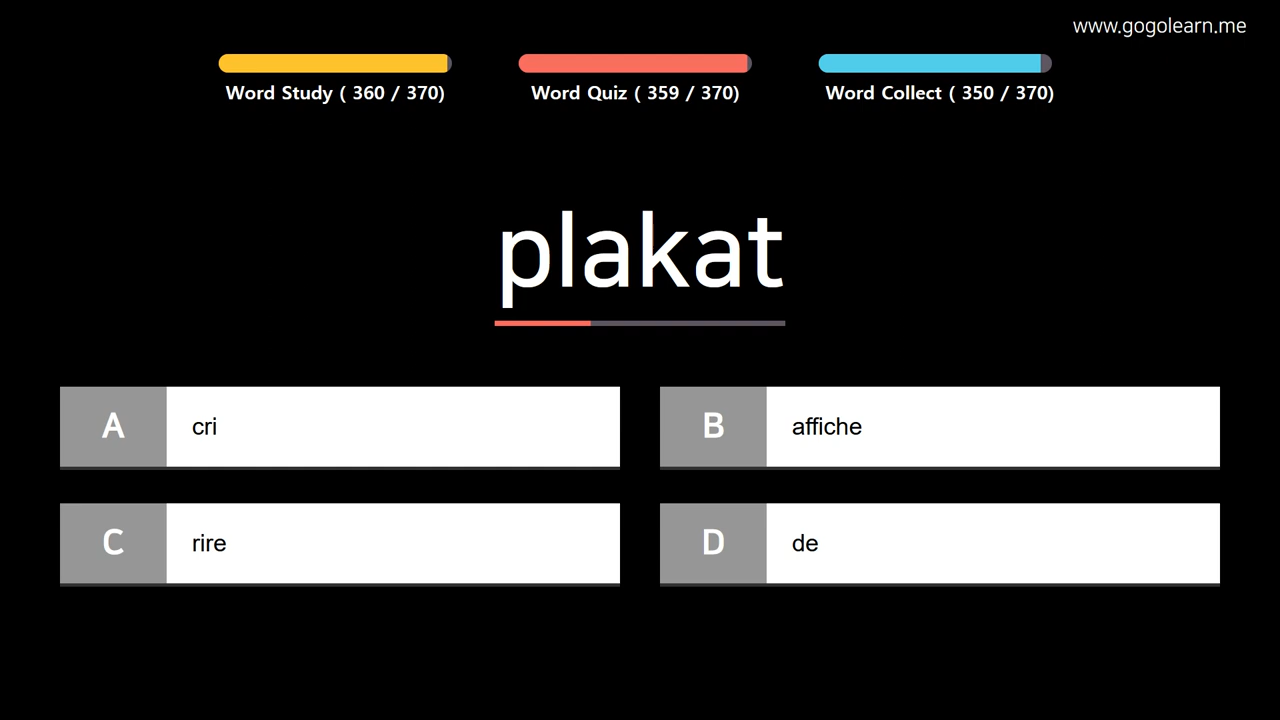 www.gogolearn.me
Word Study ( 360 / 370)
Word Quiz ( 359 / 370)
Word Collect ( 350 / 370)
plakat
A
cri
B
affiche
C
rire
D
de